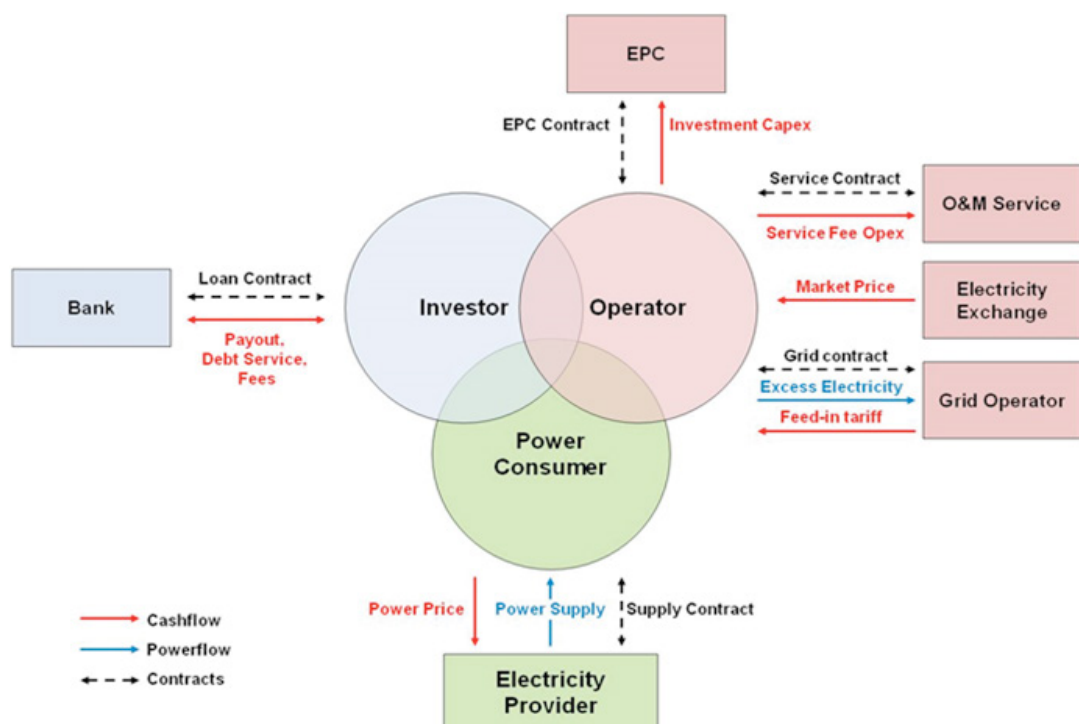 EPC
EPC Contract
Investment Capex
Service Contract
O&M Service
Service Fee Opex
Loan Contract
Bank
Payout,
Debt Service,
Fees
Investor
Operator
Market Price
Electricity
Exchange
Grid contract
Excess Electricity
Grid Operator
Feed-in tariff
Power
Consumer
Power Price
Power Supply
Supply Contract
Cashflow
Powerflow
Contracts
Electricity
Provider